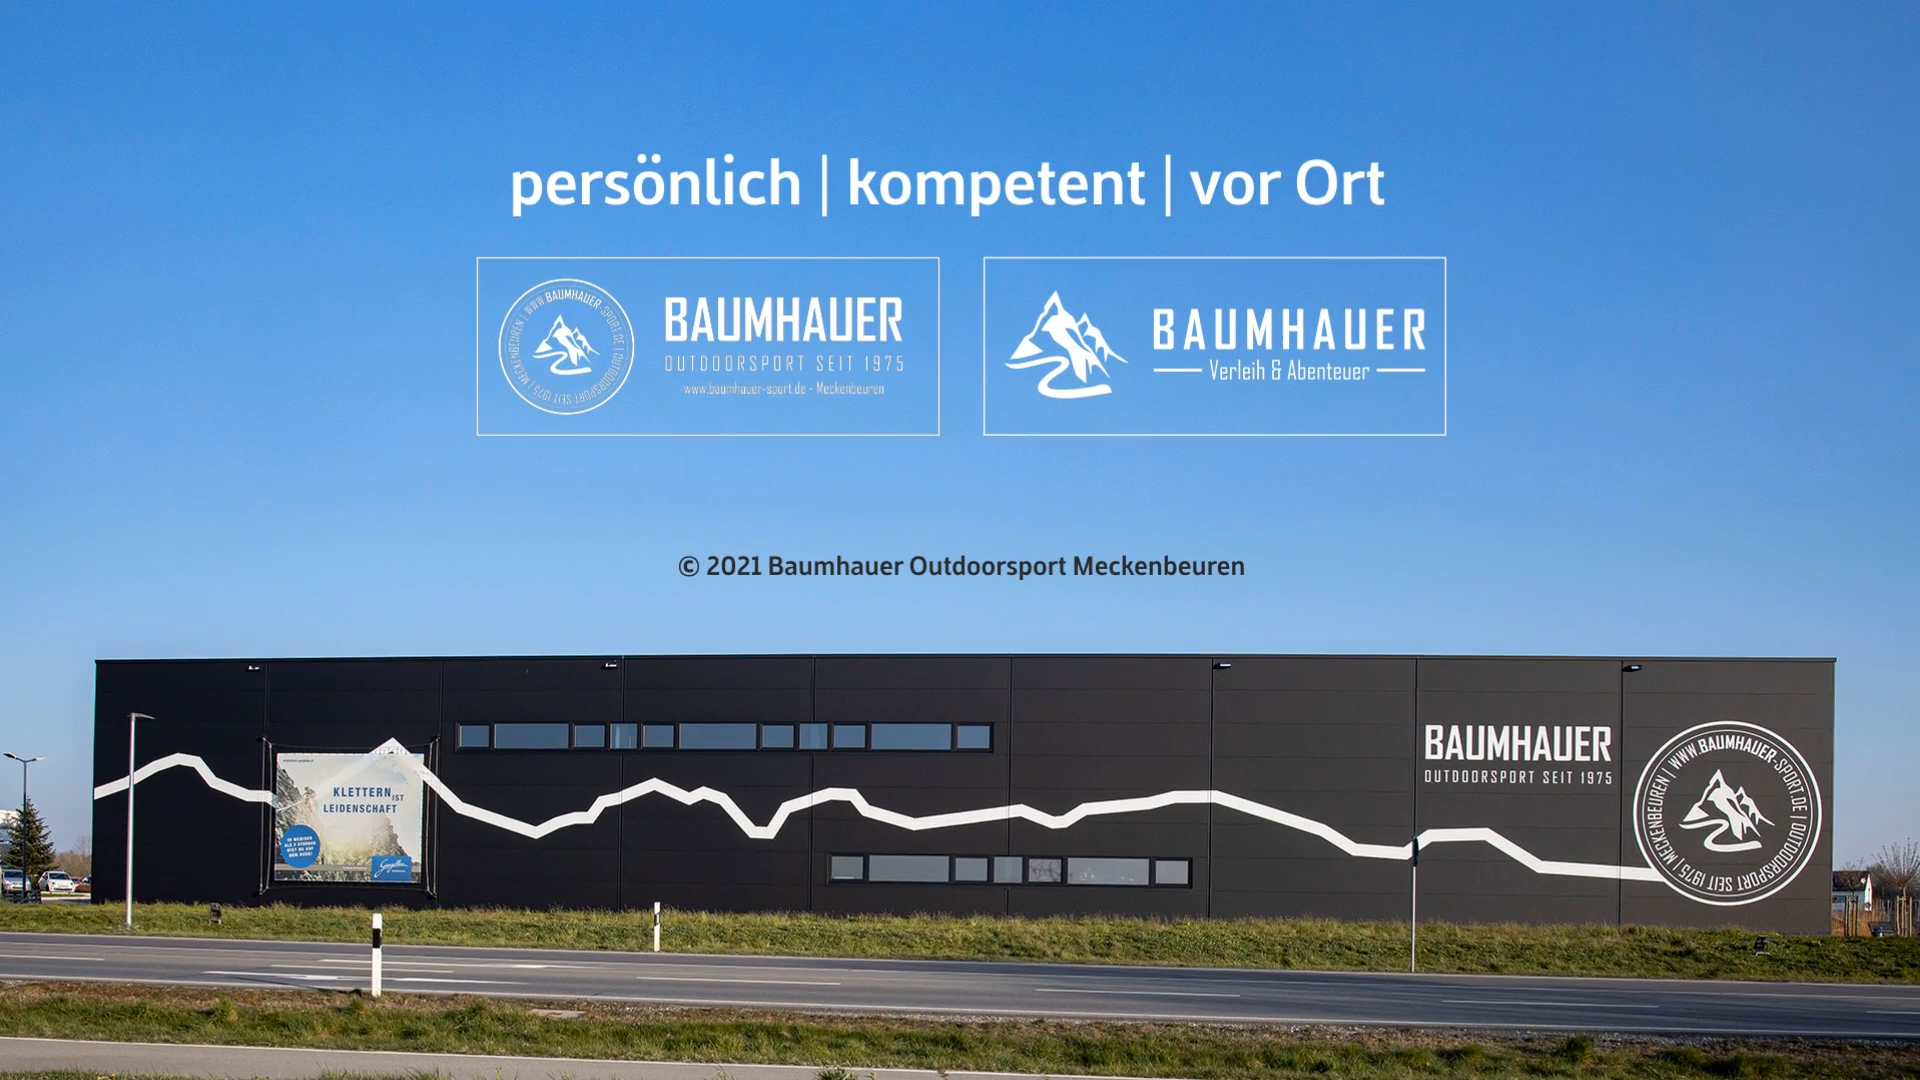 persönlich | kompetent | vor Ort
WWW.BAUMHAUER-SPORT.DE | OUTDOORSPORT SEIT 1975 | MECKENBEUREN |
BAUMHAUER
OUTDOORSPORT SEIT 1975
www.baumhauer-sport.de - Meckenbeuren
BAUMHAUER
Verleih & Abenteuer
© 2021 Baumhauer Outdoorsport Meckenbeuren
KLETTERN IST
LEIDENSCHAFT
BAUMHAUER
OUTDOORSPORT SEIT 1975
WWW.BAUMHAUER-SPORT.DE | OUTDOORSPORT SEIT 1975 | MECKENBEUREN |